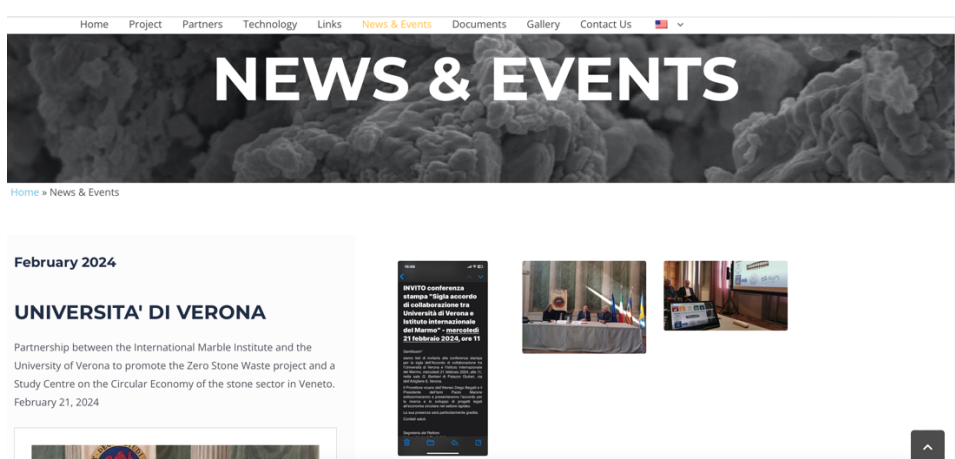 Home Project Partners Technology Links News & Events Documents Gallery Contact Us
NEWS & EVENTS
Home » News & Events
February 2024
UNIVERSITA' DI VERONA
Partnership between the International Marble Institute and the
University of Verona to promote the Zero Stone Waste project and a
Study Centre on the Circular Economy of the stone sector in Veneto.
February 21, 2024
INVITO conferenza
stampa "Sigla accordo
di collaborazione tra
Università di Verona e
Istituto internazionale
del Marmo" - mercoledì
21 febbraio 2024, ore 11